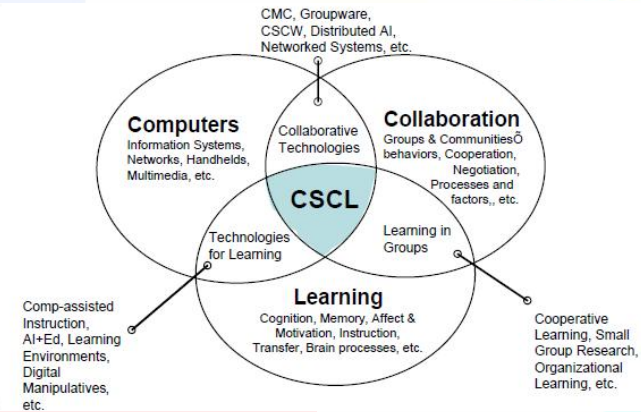 CMC, Groupware,
CSCW, Distributed AI,
Networked Systems, etc.
Computers
Information Systems,
Networks, Handhelds,
Multimedia, etc.
Collaborative
Technologies
Collaboration
Groups & CommunitiesÕ
behaviors, Cooperation,
Negotiation,
Processes and
factors,, etc.
CSCL
Technologies
for Learning
Learning in
Groups
Learning
Cognition, Memory, Affect &
Motivation, Instruction,
Transfer, Brain processes, etc.
Comp-assisted
Instruction,
AI+Ed, Learning
Environments,
Digital
Manipulatives,
etc.
Cooperative
Learning, Small
Group Research,
Organizational
Learning, etc.